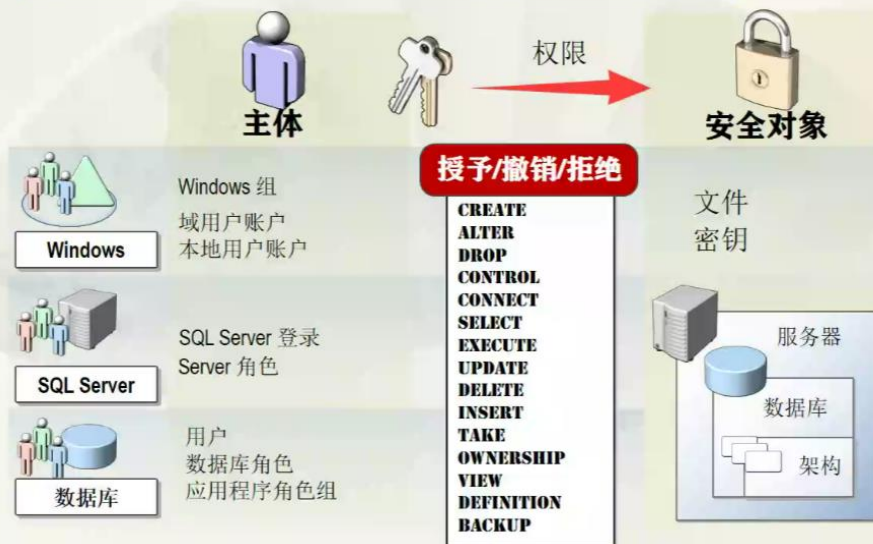 主体
权限
安全对象
授予/撤销/拒绝
Windows
Windows 组
域用户账户
本地用户账户
SQL Server
SQL Server 登录
Server 角色
数据库
用户
数据库角色
应用程序角色组
CREATE
ALTER
DROP
CONTROL
CONNECT
SELECT
EXECUTE
UPDATE
DELETE
INSERT
TAKE
OWNERSHIP
VIEW
DEFINITION
BACKUP
文件
密钥
服务器
数据库
架构